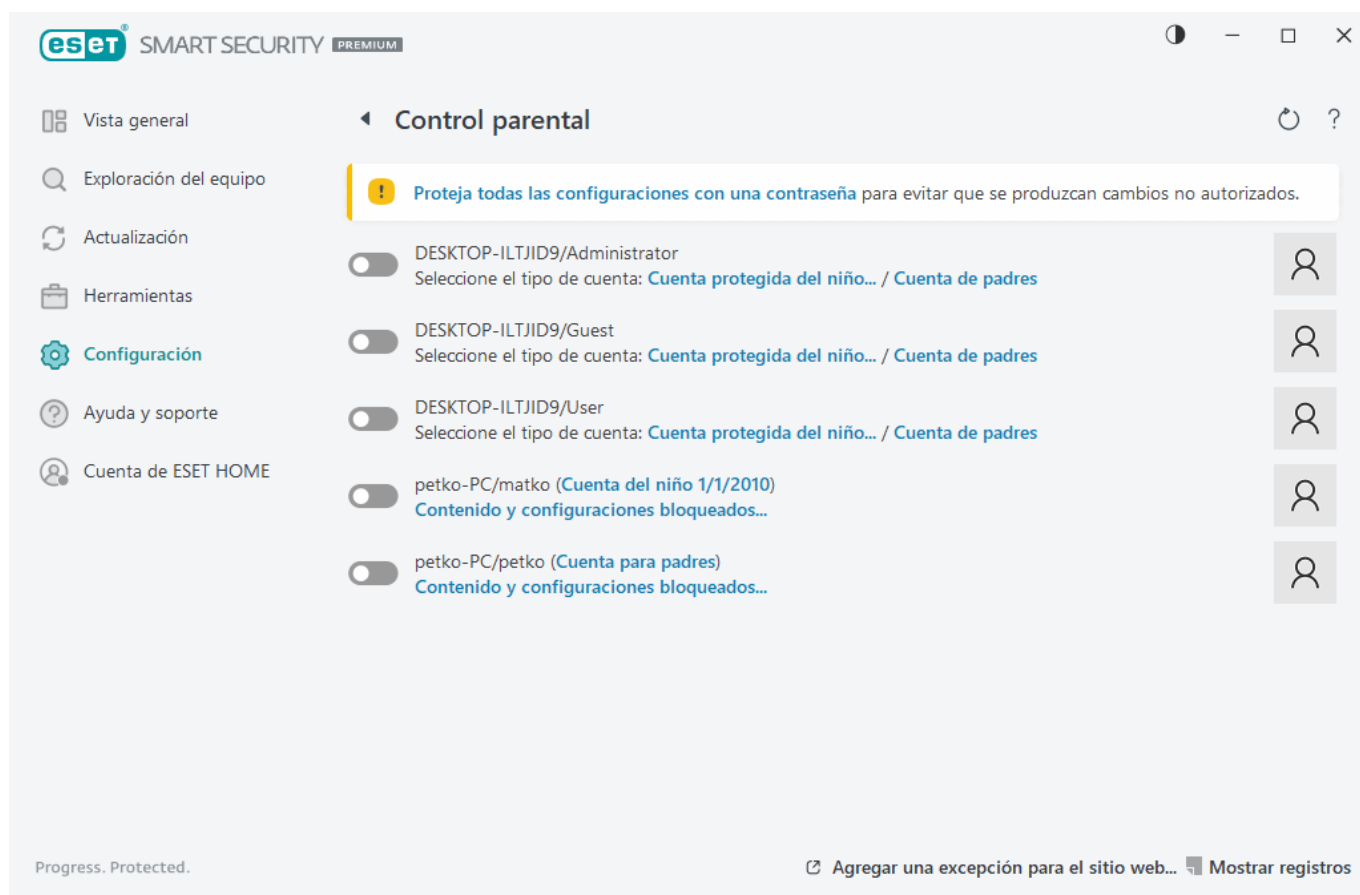 eseT® SMART SECURITY PREMIUM
Vista general
Exploración del equipo
Actualización
Herramientas
Configuración
Ayuda y soporte
Cuenta de ESET HOME
Control parental
?
! Proteja todas las configuraciones con una contraseña para evitar que se produzcan cambios no autorizados.
DESKTOP-ILTJID9/Administrator
Seleccione el tipo de cuenta: Cuenta protegida del niño... / Cuenta de padres
DESKTOP-ILTJID9/Guest
Seleccione el tipo de cuenta: Cuenta protegida del niño... / Cuenta de padres
DESKTOP-ILTJID9/User
Seleccione el tipo de cuenta: Cuenta protegida del niño... / Cuenta de padres
petko-PC/matko (Cuenta del niño 1/1/2010)
Contenido y configuraciones bloqueados...
petko-PC/petko (Cuenta para padres)
Contenido y configuraciones bloqueados...
Progress. Protected.
Agregar una excepción para el sitio web... Mostrar registros